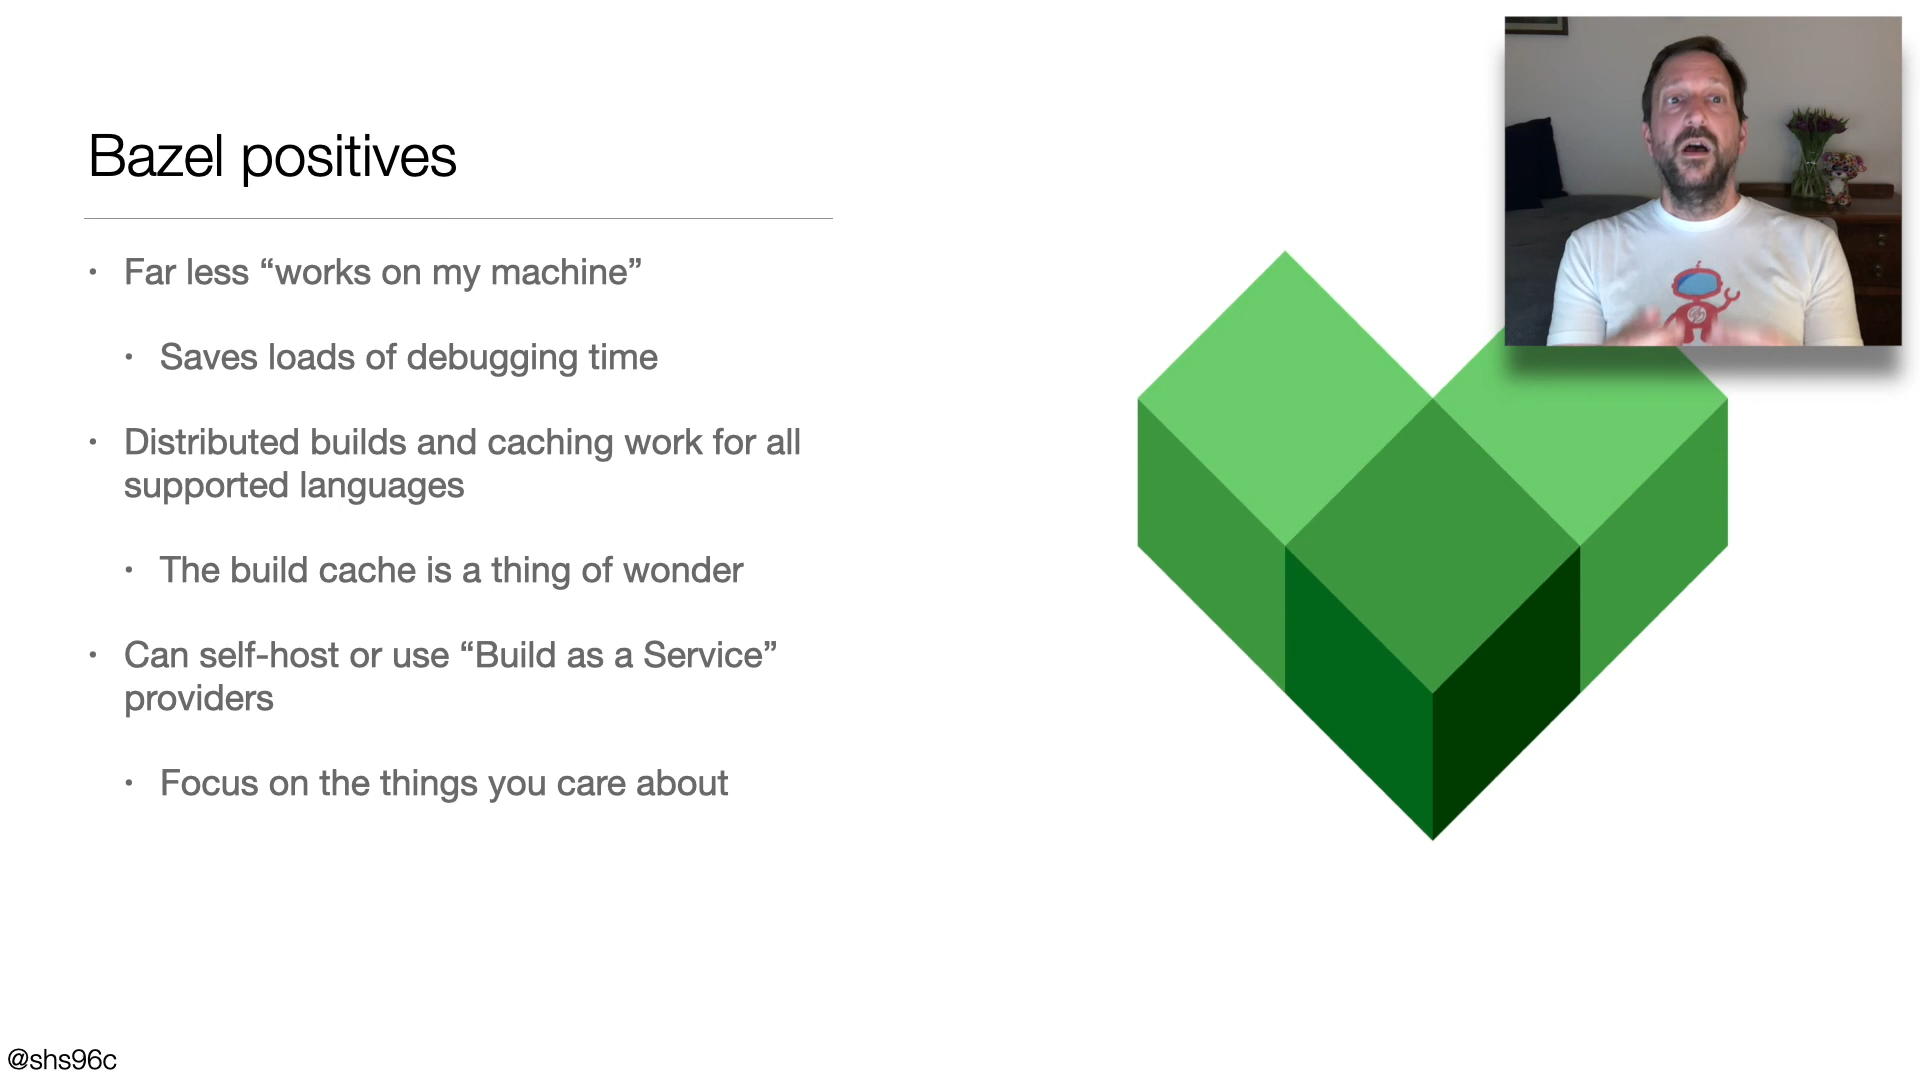 Bazel positives
• Far less “works on my machine”
• Saves loads of debugging time
• Distributed builds and caching work for all
supported languages
• The build cache is a thing of wonder
• Can self-host or use “Build as a Service”
providers
• Focus on the things you care about
@shs96c